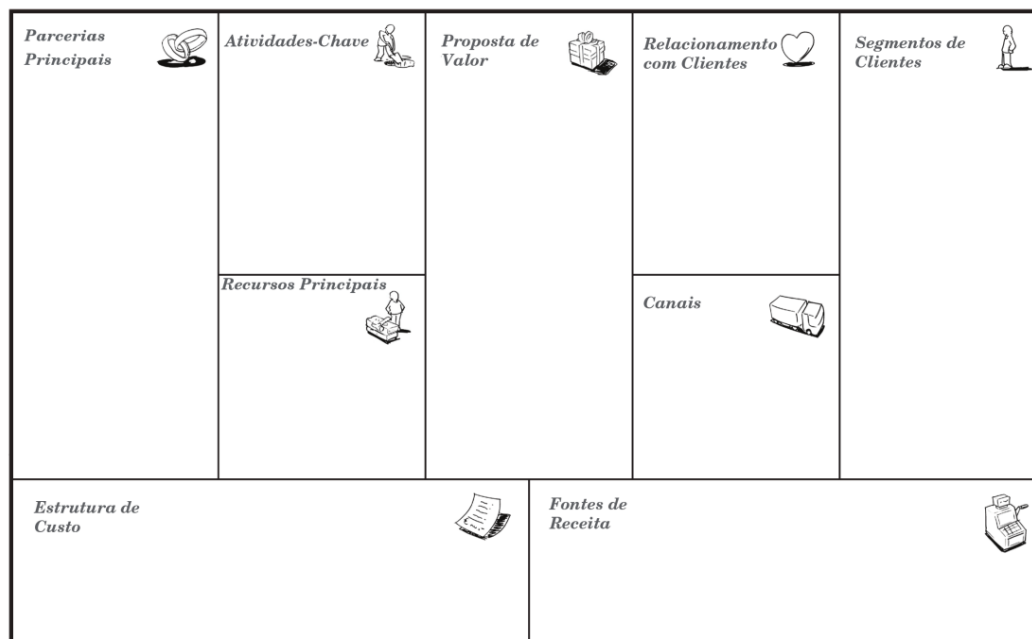 Parcerias
Principais
Atividades-Chave
Proposta de
Valor
Relacionamento
com Clientes
Segmentos de
Clientes
Recursos Principais
Canais
Estrutura de
Custo
Fontes de
Receita